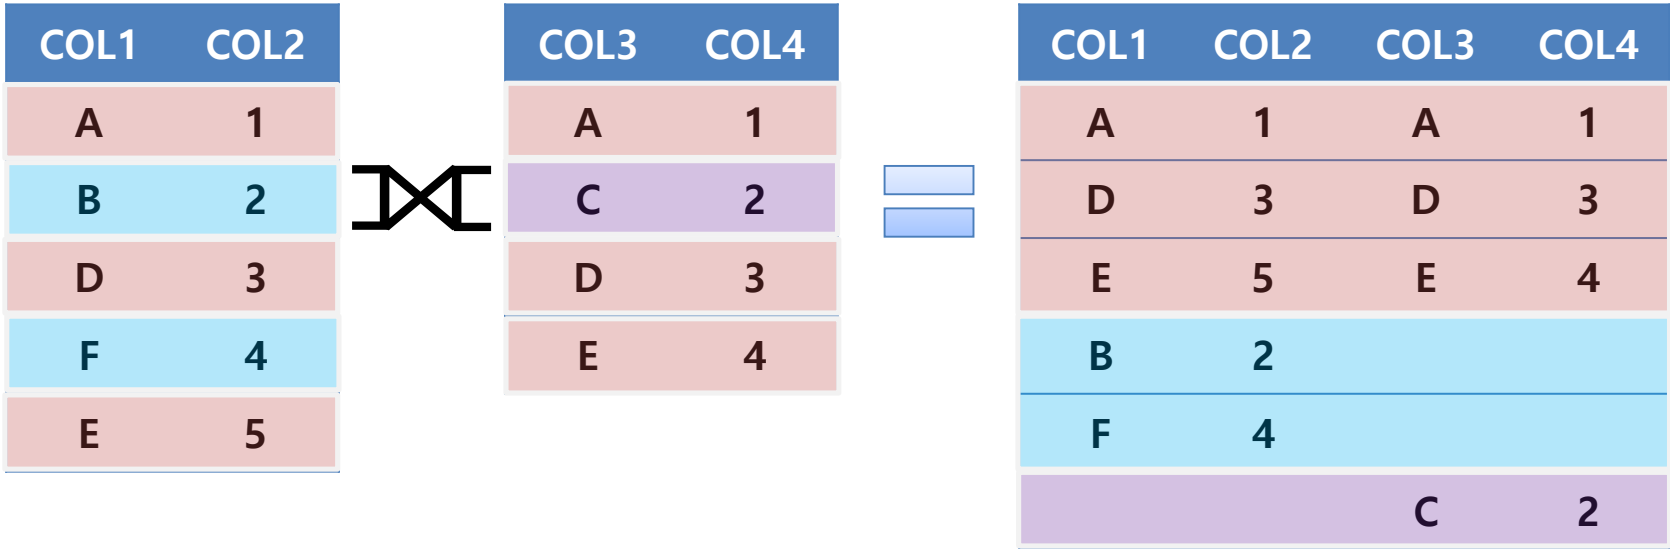 COL1 COL2
A 1
B 2
D 3
F 4
E 5
COL3 COL4
A 1
C 2
D 3
E 4
COL1 COL2 COL3 COL4
A 1 A 1
D 3 D 3
E 5 E 4
B 2
F 4
C 2